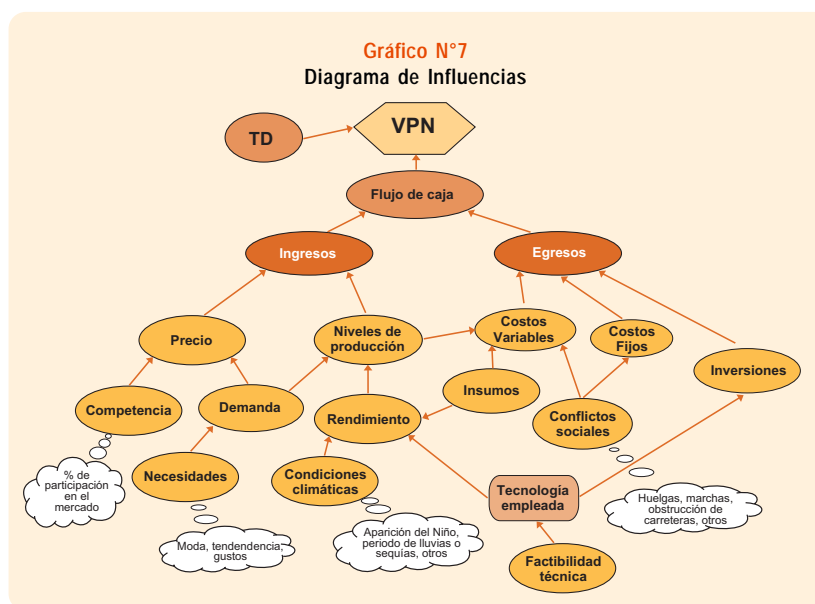 Gráfico N°7
Diagrama de Influencias
TD
VPN
Flujo de caja
Ingresos
Egresos
Precio
Niveles de
producción
Costos
Variables
Costos
Fijos
Inversiones
Competencia
Demanda
Rendimiento
Insumos
Conflictos
sociales
% de
participación
en el
mercado
Necesidades
Condiciones
climáticas
Tecnología
empleada
Huelgas, marchas,
obstrucción de
carreteras, otros
Moda, tendendencia,
gustos
Aparición del Niño,
periodo de lluvias o
sequías, otros
Factibilidad
técnica